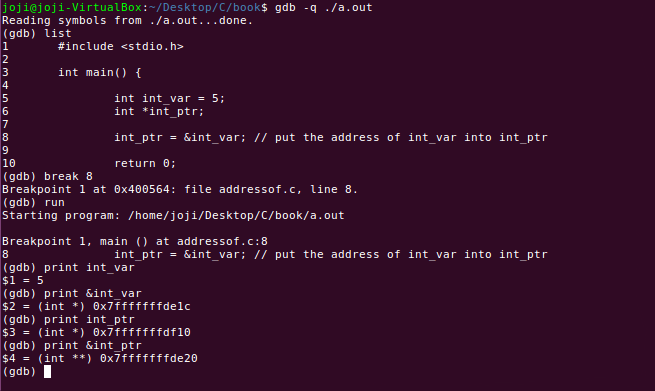 joji@joji-VirtualBox:~/Desktop/C/book$ gdb -q ./a.out
Reading symbols from ./a.out...done.
(gdb) list
1       #include <stdio.h>
2
3       int main() {
4
5               int int_var = 5;
6               int *int_ptr;
7
8               int_ptr = &int_var; // put the address of int_var into int_ptr
9
10              return 0;
(gdb) break 8
Breakpoint 1 at 0x400564: file addressof.c, line 8.
(gdb) run
Starting program: /home/joji/Desktop/C/book/a.out

Breakpoint 1, main () at addressof.c:8
8               int_ptr = &int_var; // put the address of int_var into int_ptr
(gdb) print int_var
$1 = 5
(gdb) print &int_var
$2 = (int *) 0x7fffffffde1c
(gdb) print int_ptr
$3 = (int *) 0x7fffffffdf10
(gdb) print &int_ptr
$4 = (int **) 0x7fffffffde20
(gdb)